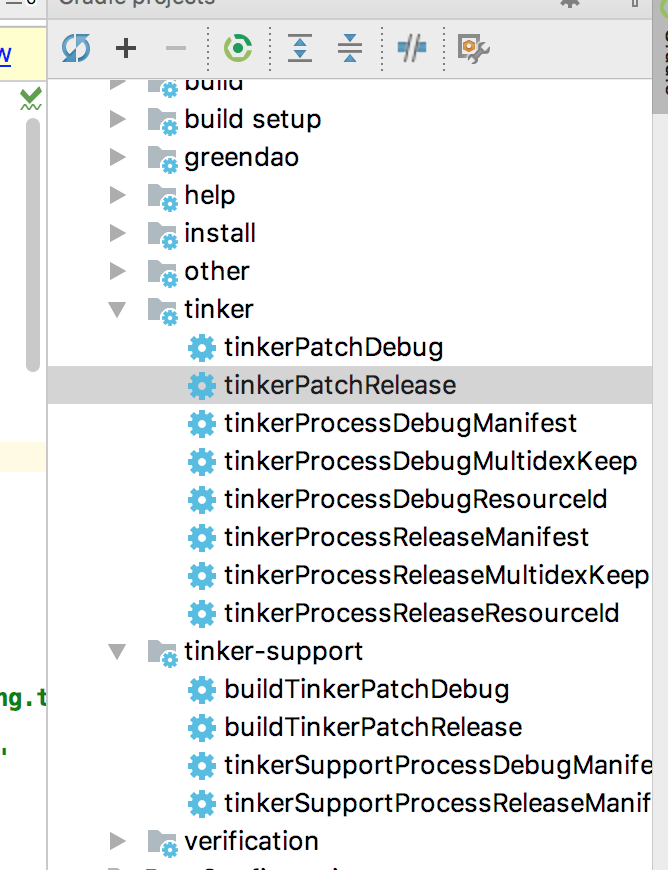 Gradle projects
w
build
build setup
greendao
help
install
other
tinker
tinkerPatchDebug
tinkerPatchRelease
tinkerProcessDebugManifest
tinkerProcessDebugMultidexKeep
tinkerProcessDebugResourceId
tinkerProcessReleaseManifest
tinkerProcessReleaseMultidexKeep
tinkerProcessReleaseResourceId
tinker-support
ng.t
buildTinkerPatchDebug
buildTinkerPatchRelease
'
tinkerSupportProcessDebugManife
tinkerSupportProcessReleaseManif
verification